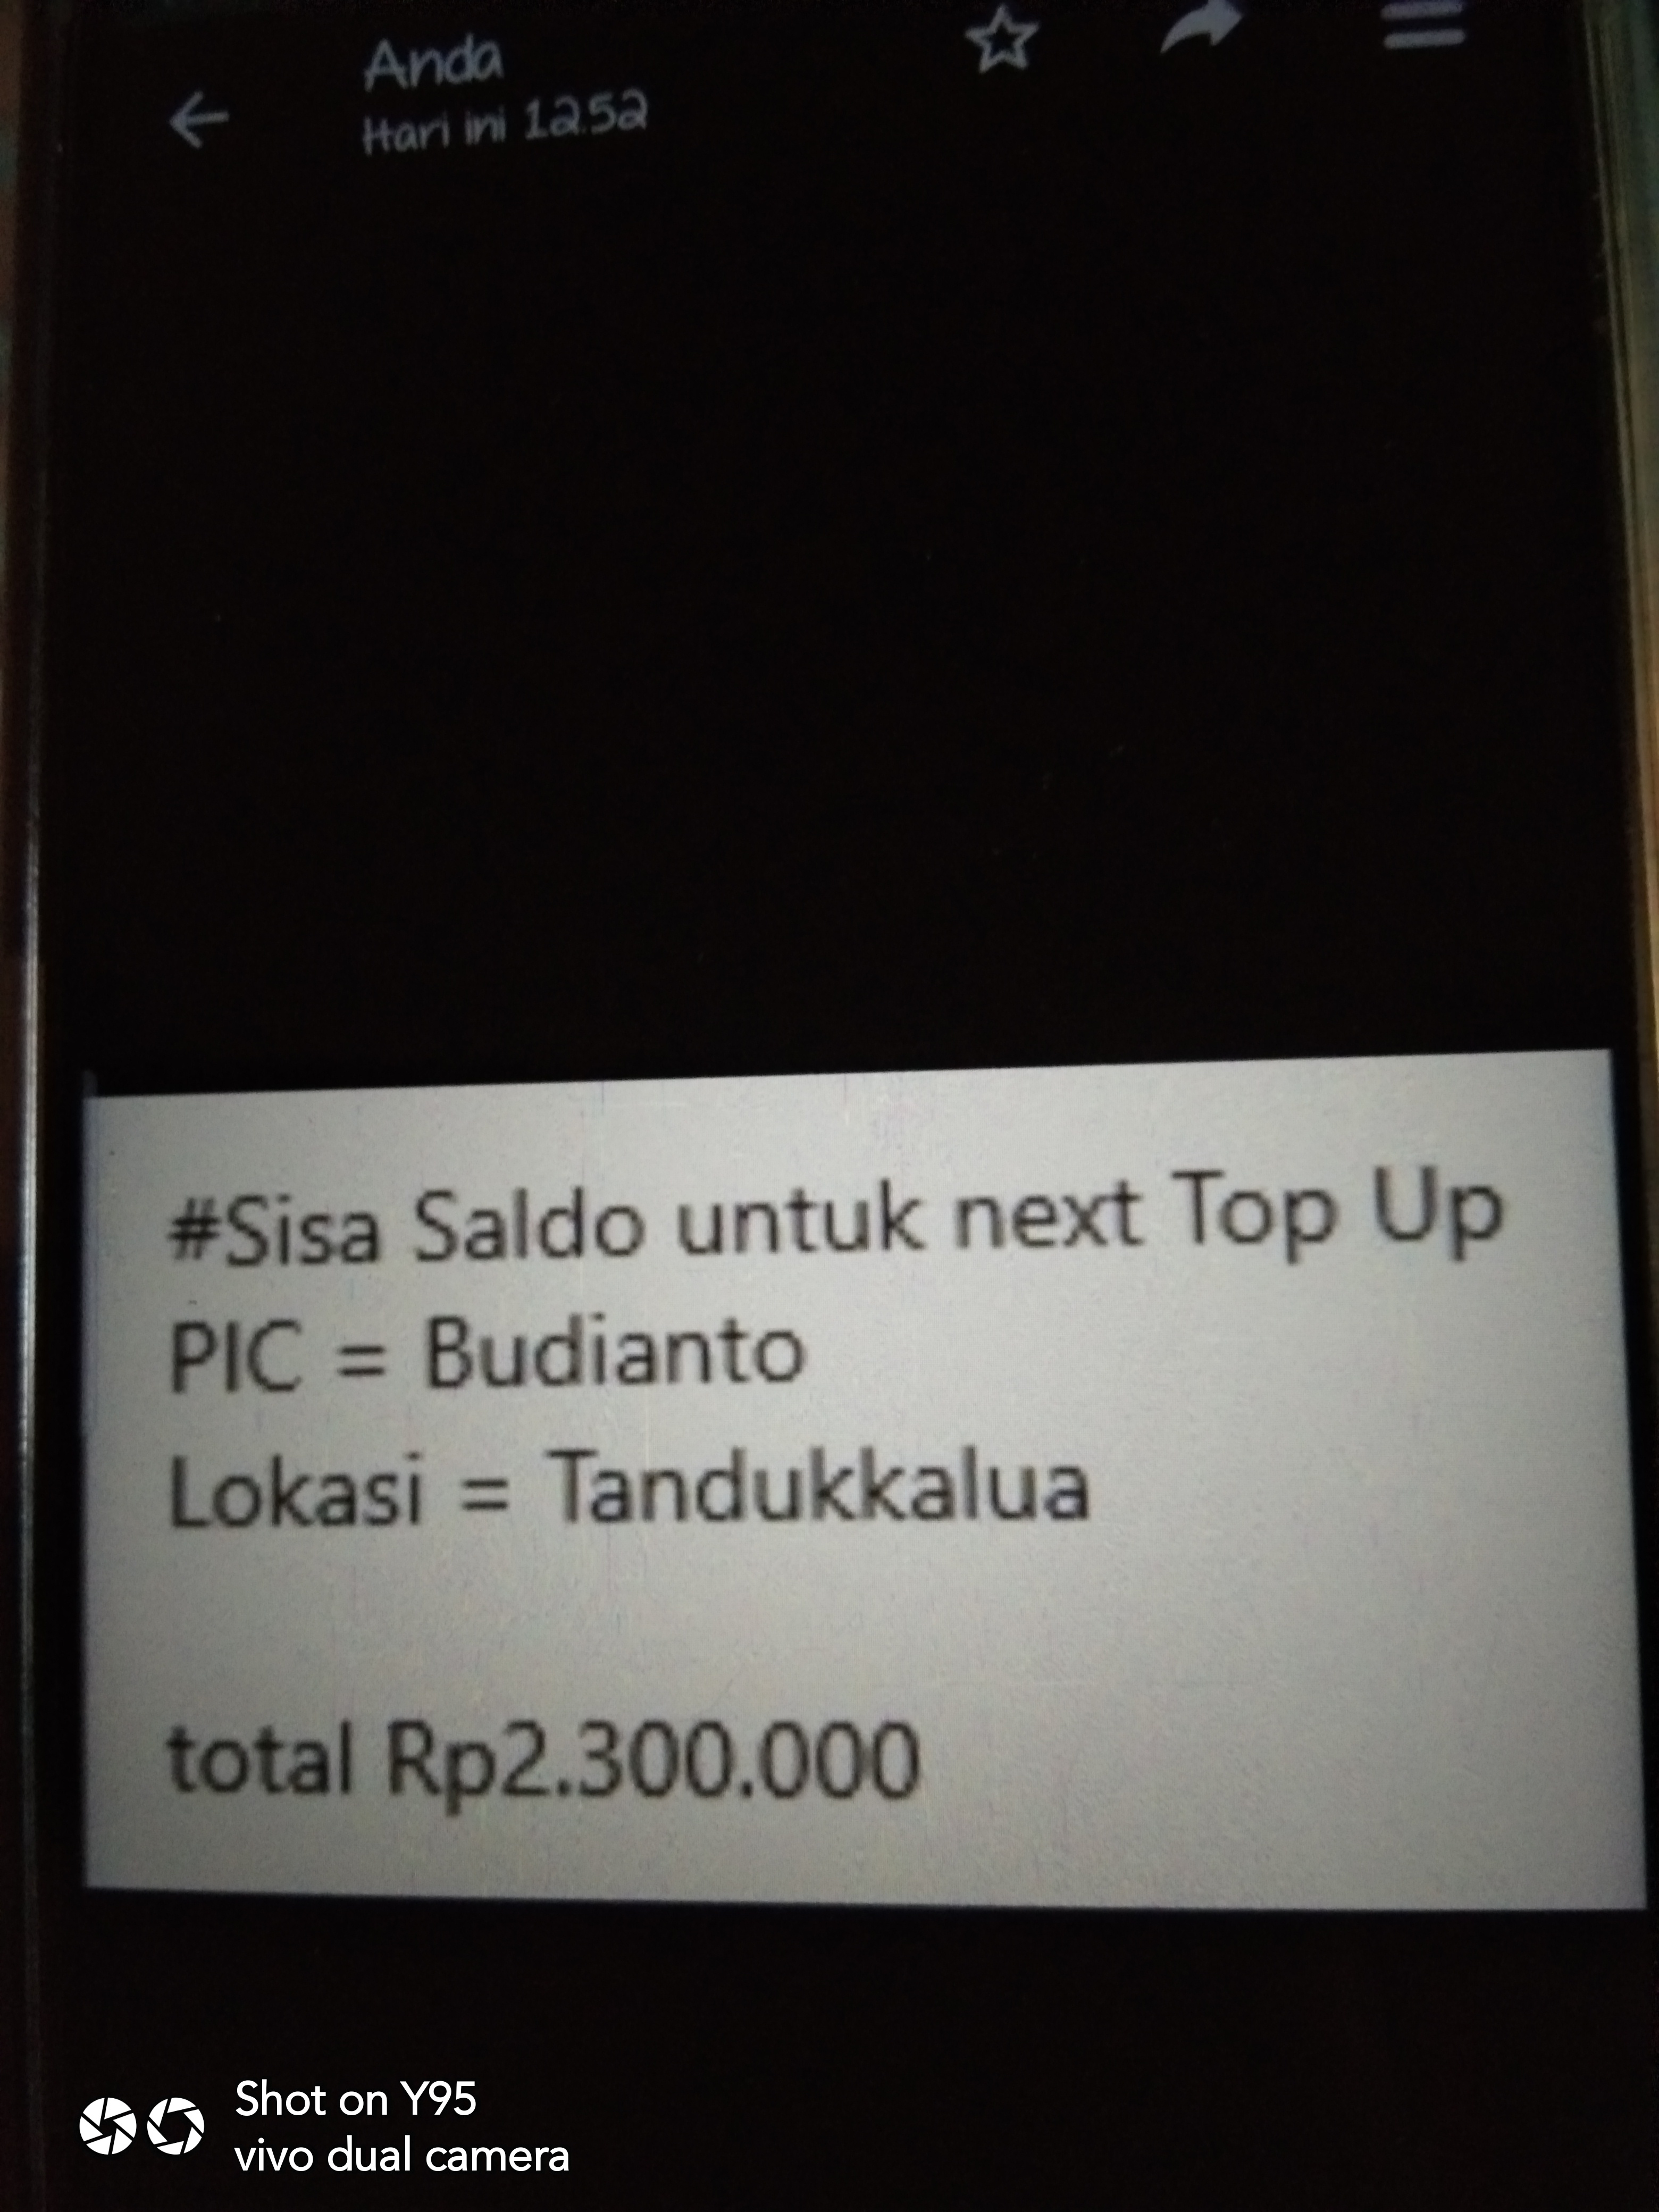 Anda
Hari ini 12.52
#Sisa Saldo untuk next Top Up
PIC = Budianto
Lokasi = Tandukkalua
total Rp2.300.000
Shot on Y95
vivo dual camera